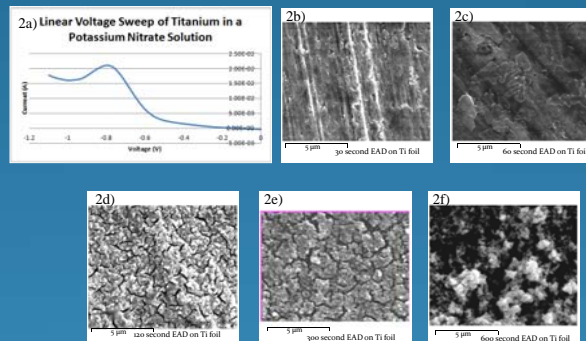 2a) Linear Voltage Sweep of Titanium in a
Potassium Nitrate Solution
2.50E-02
2.00E-02
1.50E-02
1.00E-02
5.00E-03
0.00E+00
-5.00E-03
Current (A)
-1.2 -1 -0.8 -0.6 -0.4 -0.2 0
Voltage (V)
2b)
5 µm
30 second EAD on Ti foil
2c)
5 µm
60 second EAD on Ti foil
2d)
5 µm
120 second EAD on Ti foil
2e)
5 µm
300 second EAD on Ti foil
2f)
5 µm
600 second EAD on Ti foil